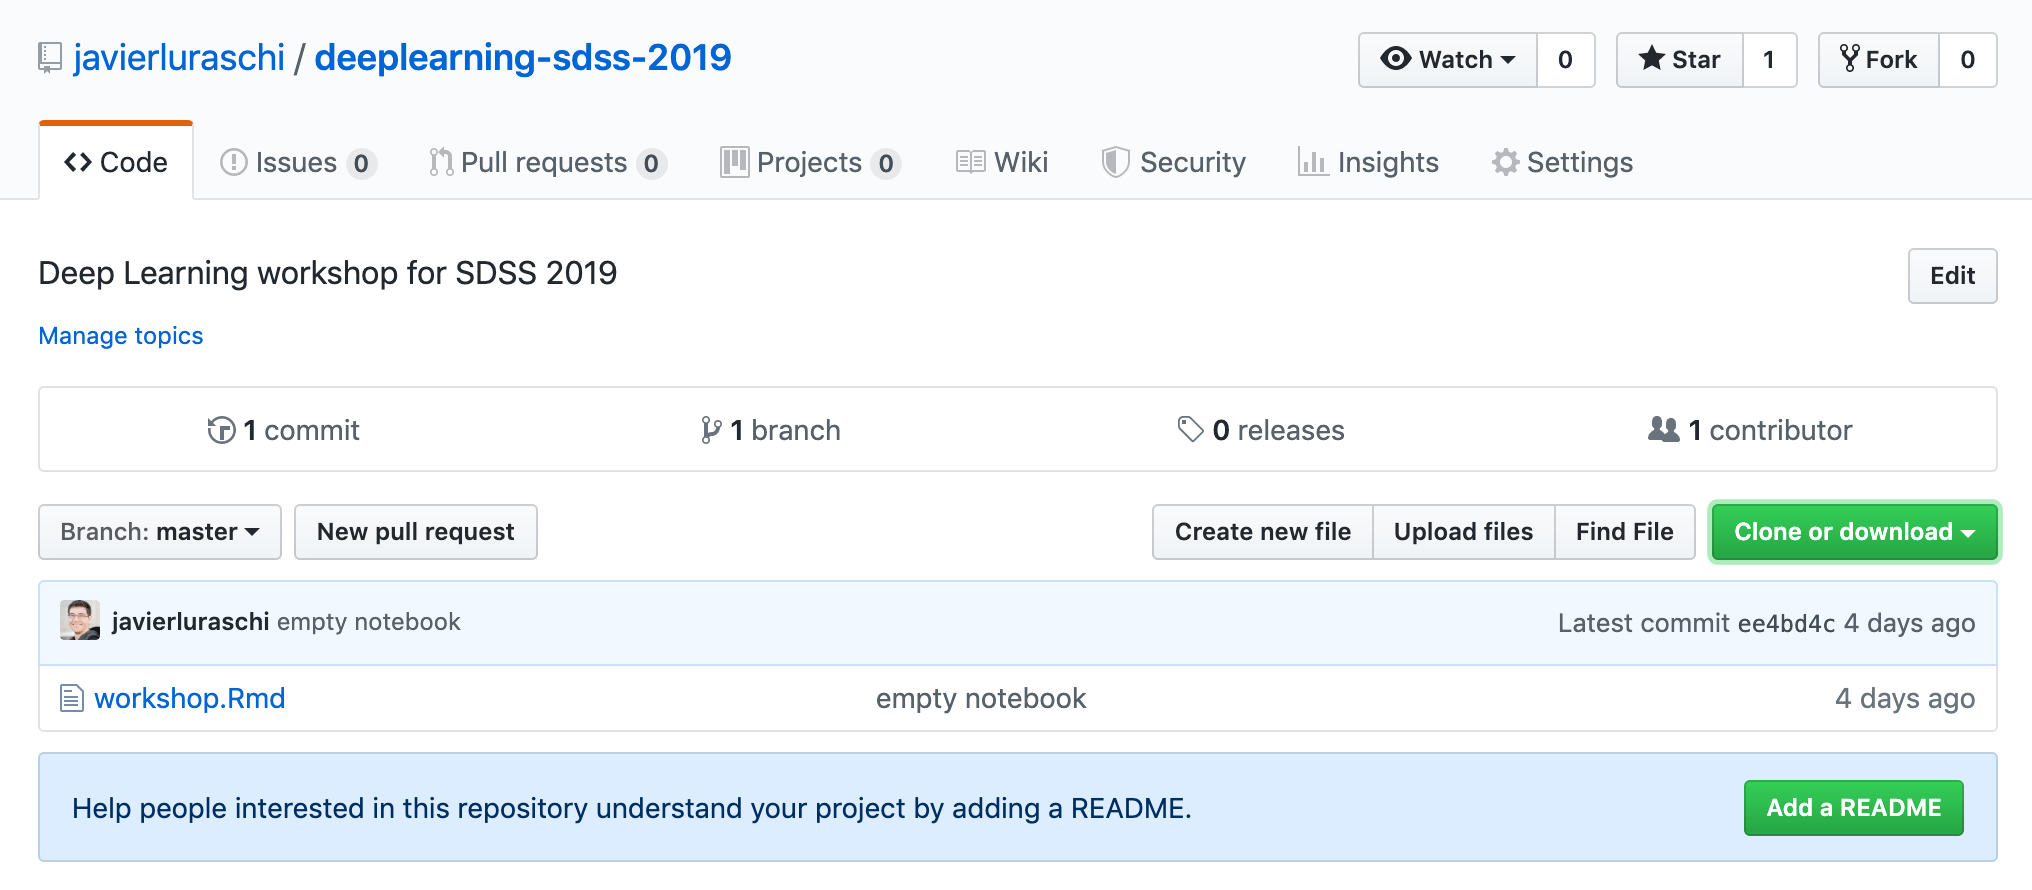 javierluraschi / deeplearning-sdss-2019
Watch 0 Star 1 Fork 0
Code Issues 0 Pull requests 0 Projects 0 Wiki Security Insights Settings
Deep Learning workshop for SDSS 2019 Edit
Manage topics
1 commit 1 branch 0 releases 1 contributor
Branch: master New pull request Create new file Upload files Find File Clone or download
javierluraschi empty notebook Latest commit ee4bd4c 4 days ago
workshop.Rmd empty notebook 4 days ago
Help people interested in this repository understand your project by adding a README. Add a README